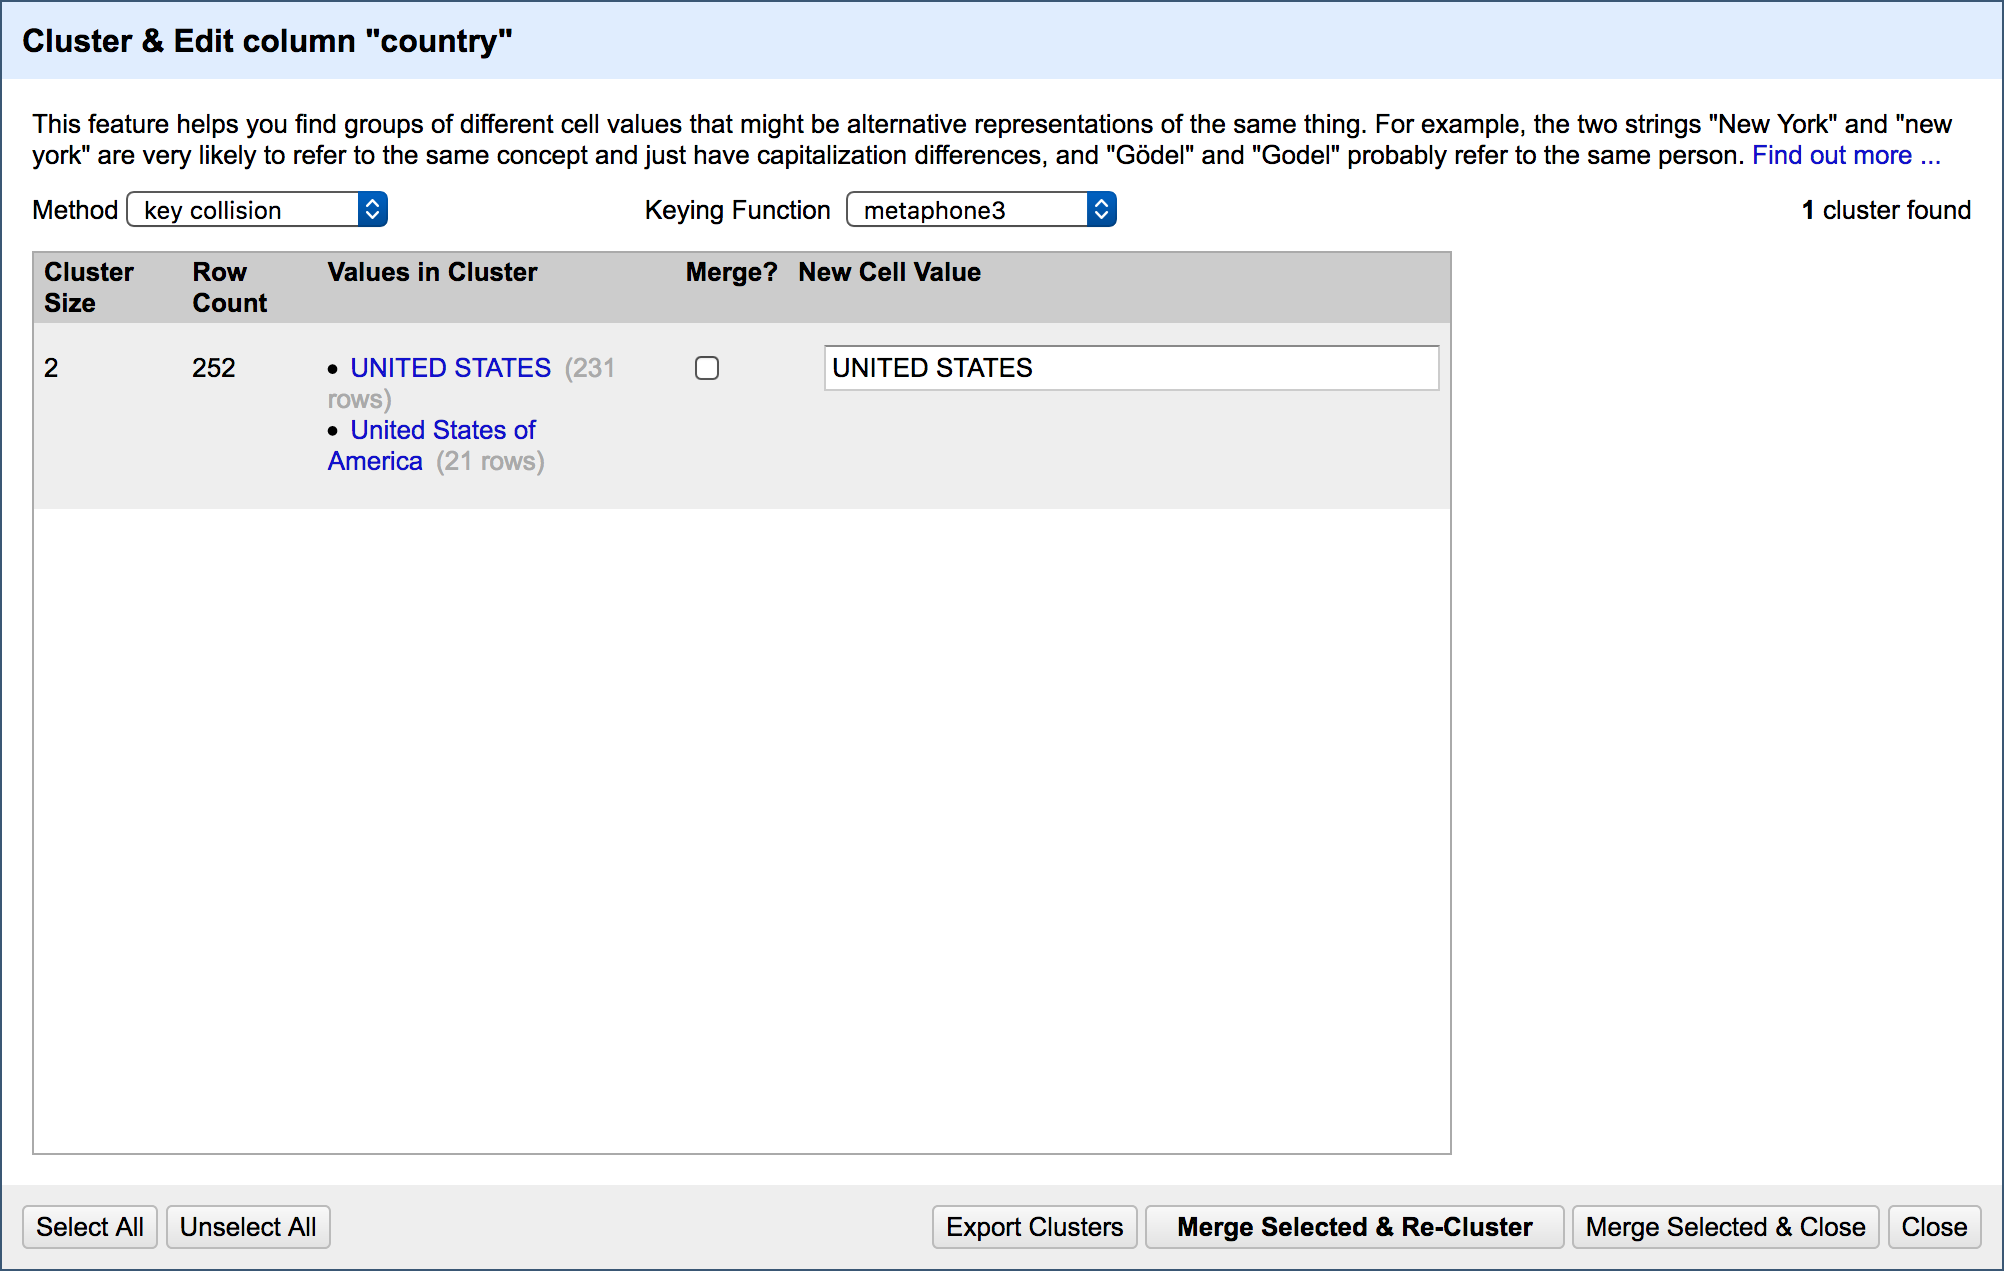 Cluster & Edit column "country"
This feature helps you find groups of different cell values that might be alternative representations of the same thing. For example, the two strings "New York" and "new
york" are very likely to refer to the same concept and just have capitalization differences, and "Gödel" and "Godel" probably refer to the same person. Find out more ...
Method key collision Keying Function metaphone3 1 cluster found
Cluster Size Row Count Values in Cluster Merge? New Cell Value
2 252 • UNITED STATES (231 UNITED STATES
rows)
• United States of
America (21 rows)
Select All Unselect All Export Clusters Merge Selected & Re-Cluster Merge Selected & Close Close